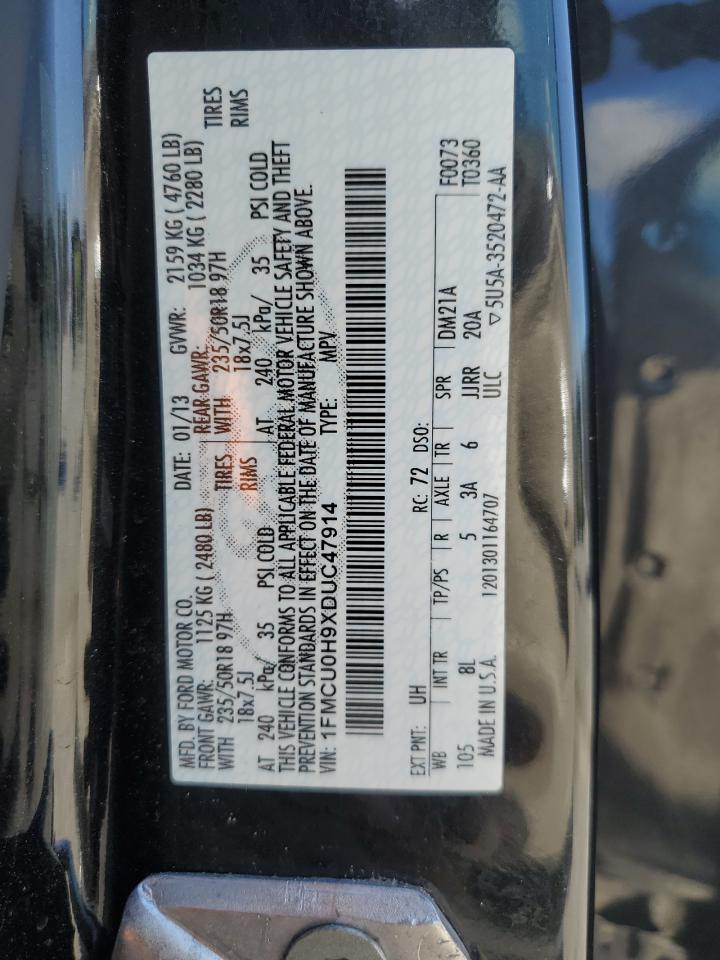 MFD. BY FORD MOTOR CO. DATE: 01/13 GVWR: 2159 KG ( 4760 LB)
FRONT GAWR: 1125 KG ( 2480 LB) REAR GAWR: 1034 KG ( 2280 LB)
WITH 235/50R18 97H TIRES WITH 235/50R18 97H TIRES
18x7.5J RIMS 18x7.5J RIMS
AT 240 kPa/ 35 PSI COLD AT 240 kPa/ 35 PSI COLD
THIS VEHICLE CONFORMS TO ALL APPLICABLE FEDERAL MOTOR VEHICLE SAFETY AND THEFT
PREVENTION STANDARDS IN EFFECT ON THE DATE OF MANUFACTURE SHOWN ABOVE.
VIN: 1FMCU0H9XDUC47914 TYPE: MPV
EXT PNT: UH RC: 72 DSO:
WB INT TR TP/PS R AXLE TR SPR DM21A F0073
105 8L 5 3A 6 JJRR 20A T0360
MADE IN U.S.A. 1201301164707 ULC ▽5U5A-3520472-AA